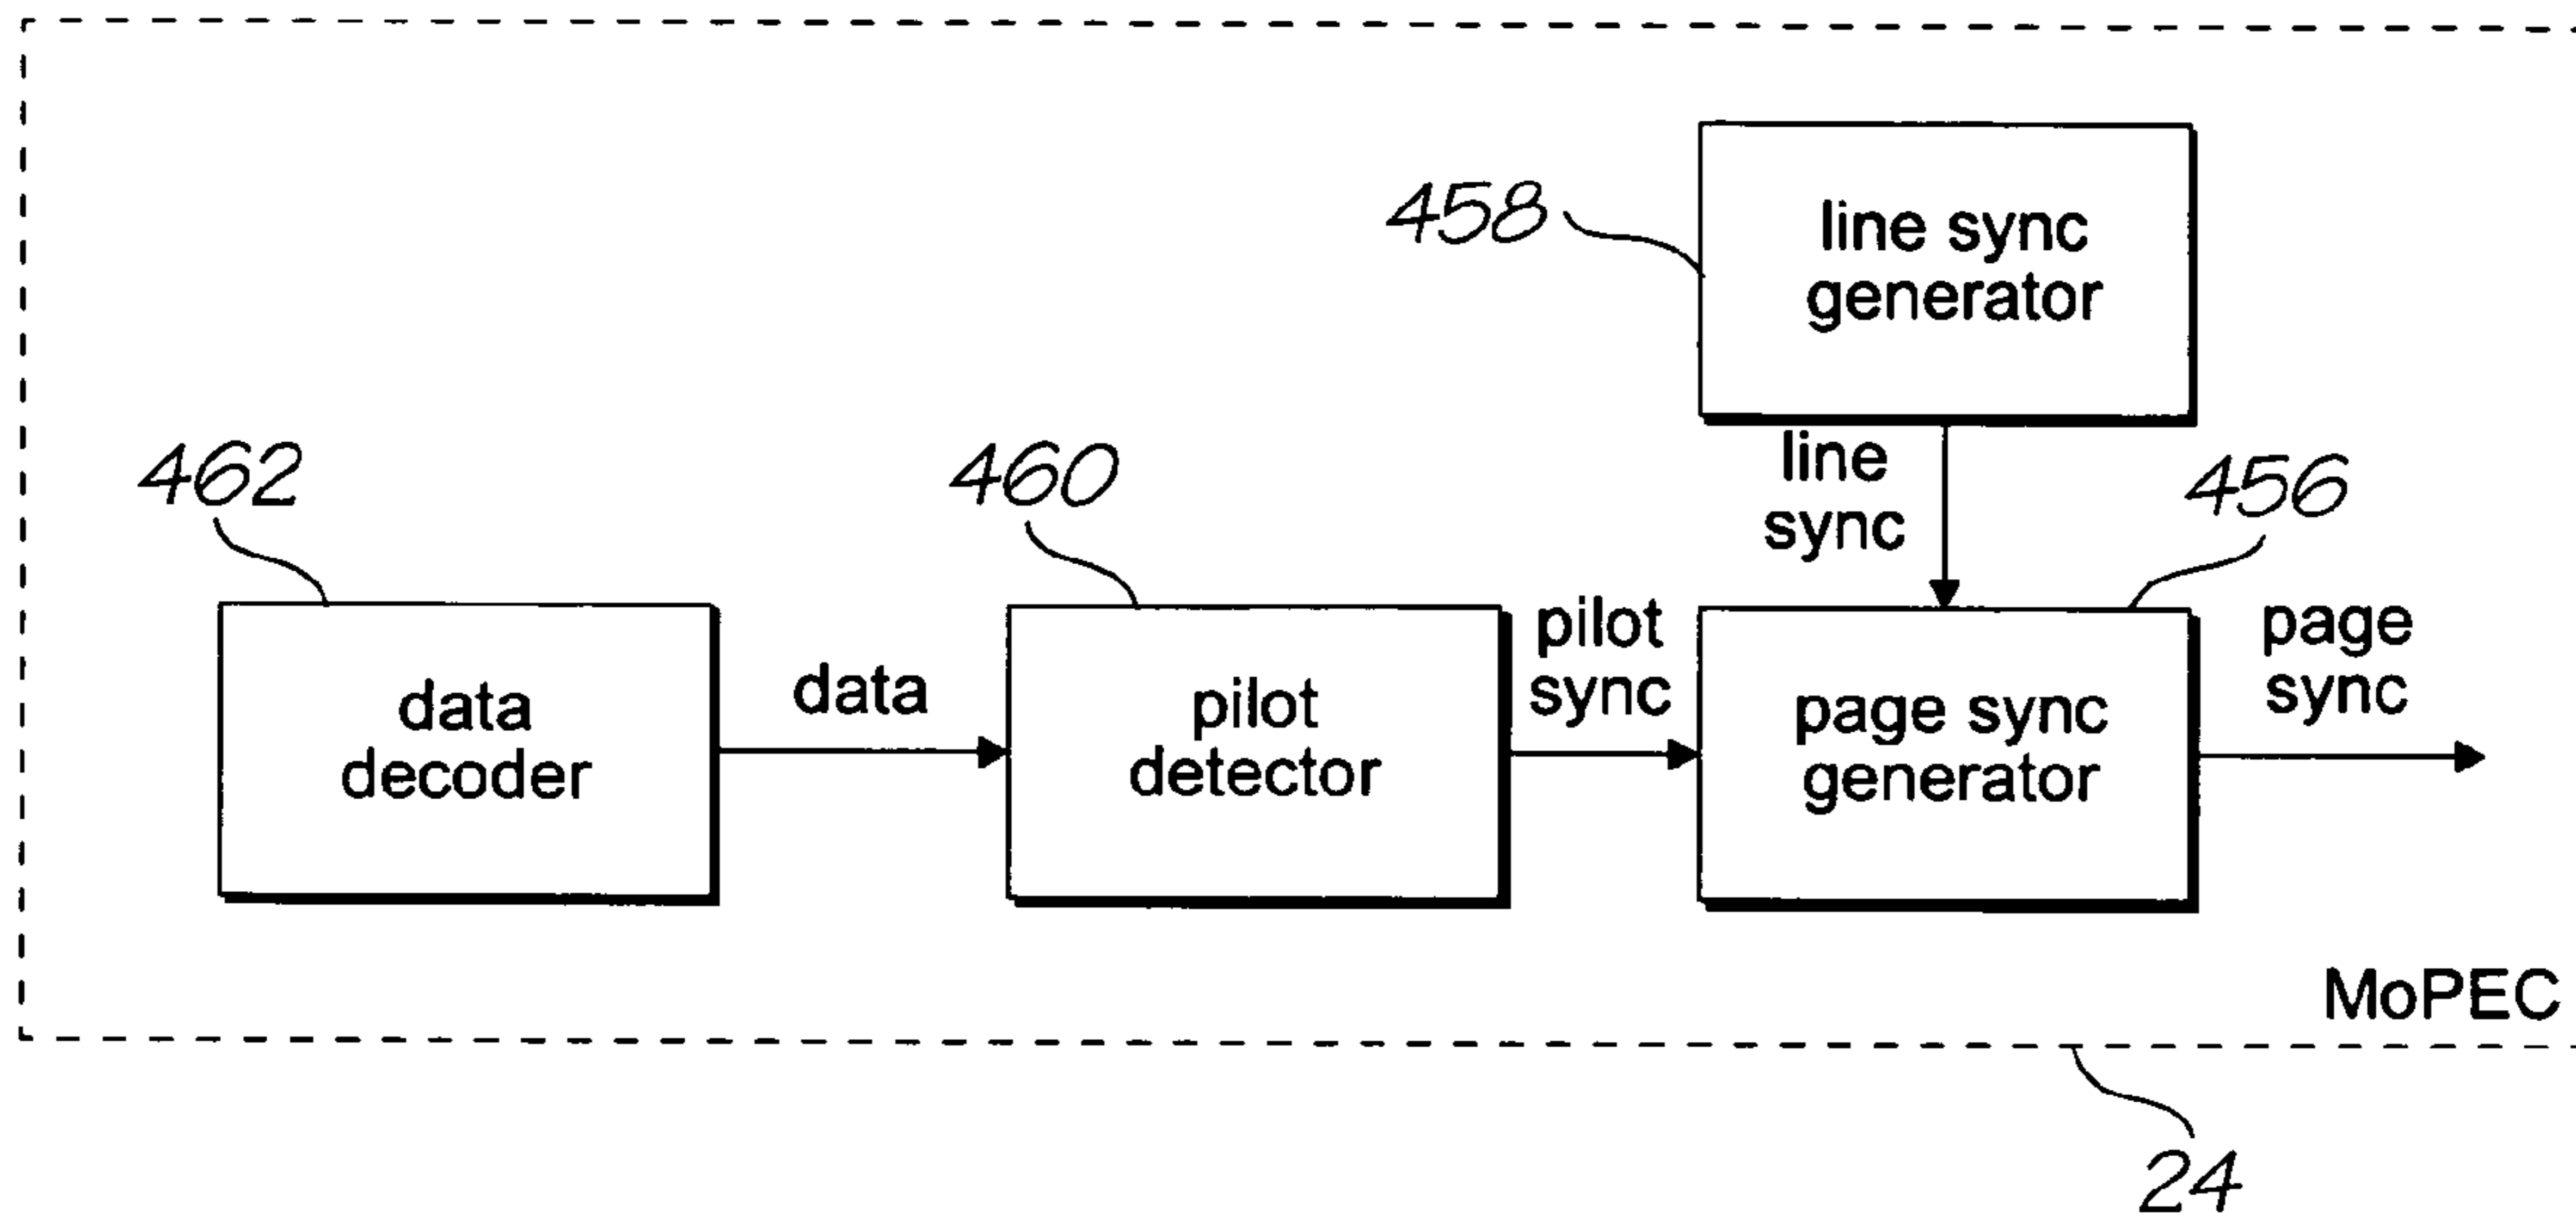 458
line sync
generator
line
sync
456
462
460
data
decoder
data
pilot
detector
pilot
sync
page sync
generator
page
sync
MoPEC
24